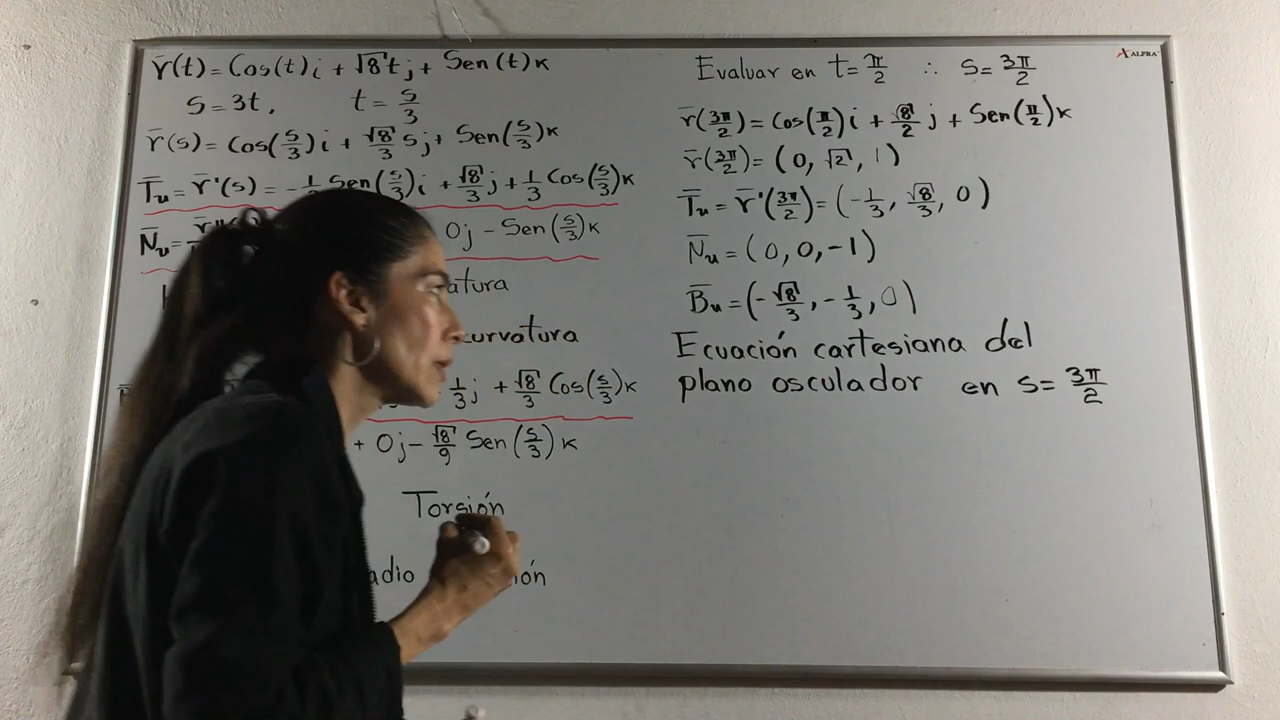 r̄(t) = Cos(t)i + √8 t j + Sen(t)k
S = 3t, t = s/3
r̄(s) = Cos(s/3)i + √8/3 s j + Sen(s/3)k
T̄u = r̄'(s) = -1/3 Sen(s/3)i + √8/3 j + 1/3 Cos(s/3)k
N̄u = 0j - Sen(s/3)k
curvatura
1/3 j + √8/3 Cos(s/3)k
+ 0j - √8/9 Sen(s/3)k
Torsión
ALFRA
Evaluar en t = π/2 ∴ S = 3π/2
r̄(3π/2) = Cos(π/2)i + √8/2 j + Sen(π/2)k
r̄(3π/2) = (0, √2, 1)
T̄u = r̄'(3π/2) = (-1/3, √8/3, 0)
N̄u = (0, 0, -1)
B̄u = (-√8/3, -1/3, 0)
Ecuación cartesiana del
plano osculador en S = 3π/2